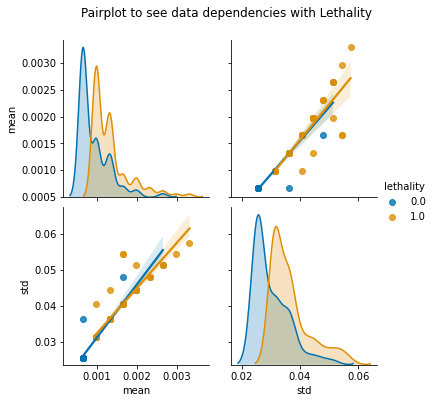 Pairplot to see data dependencies with Lethality
0.0030
0.0025
0.0020
0.0015
0.0010
0.0005
mean
lethality
0.0
1.0
0.06
0.05
0.04
0.03
std
0.001 0.002 0.003
mean
0.02 0.04 0.06
std